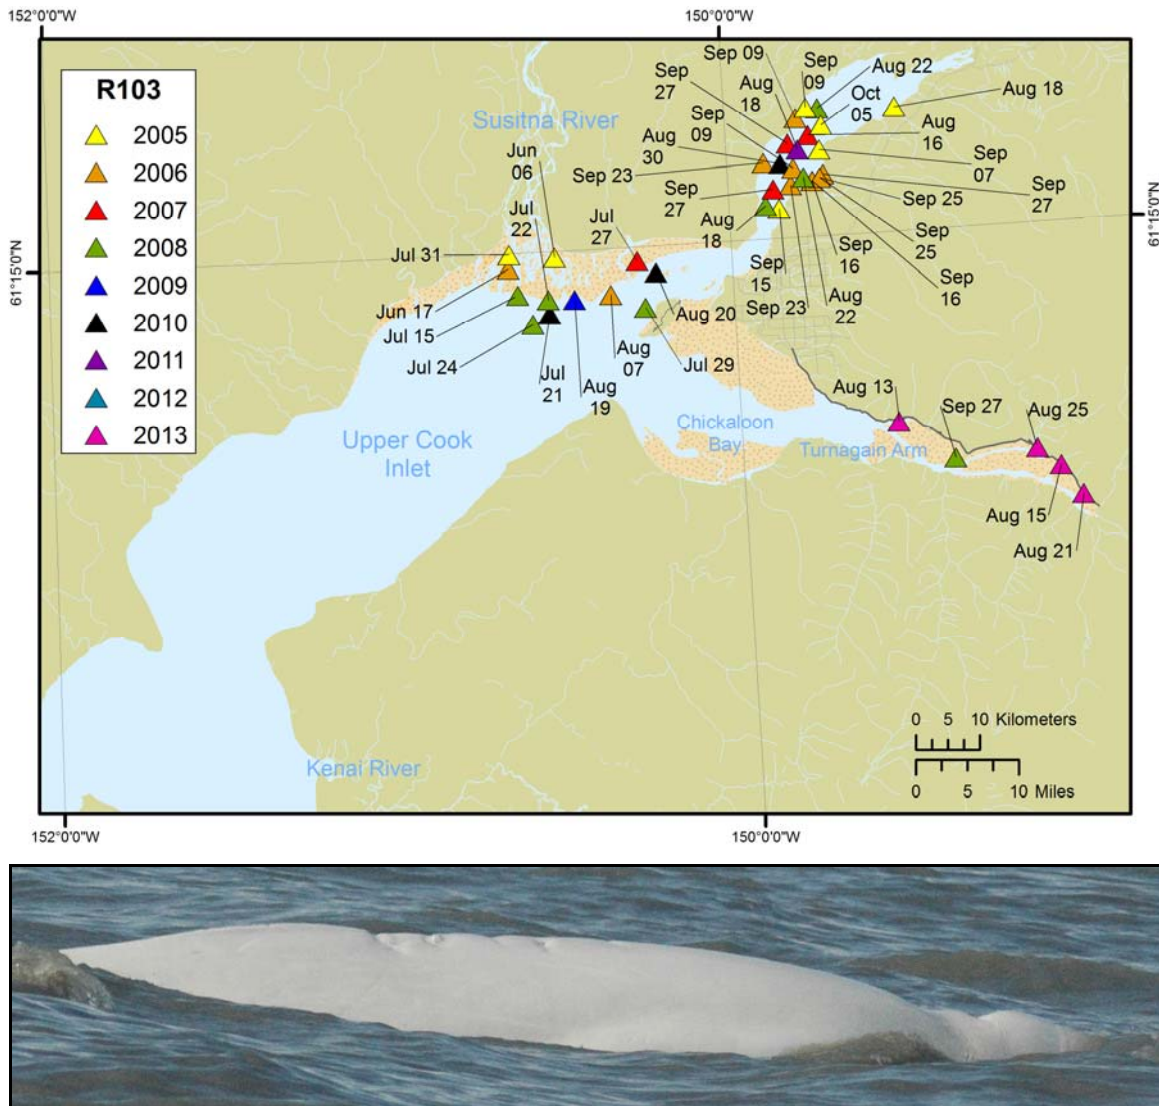 152°0'0"W
150°0'0"W
R103
2005
2006
2007
2008
2009
2010
2011
2012
2013
61°15'0"N
61°15'0"N
Susitna River
Sep 09
Sep
09
Aug 22
Sep
27
Aug
18
Oct
05
Aug 18
Sep
09
Aug
16
Aug
30
Sep
07
Sep 23
Sep
27
Sep 25
Sep
27
Aug
18
Sep
25
Sep
16
Sep
15
Sep
16
Sep 23
Aug
22
Jun
06
Jul
22
Jul
27
Jul 31
Jun 17
Jul 15
Jul 24
Aug 20
Jul
21
Aug
19
Aug
07
Jul 29
Upper Cook
Inlet
Chickaloon
Bay
Turnagain Arm
Aug 13
Sep 27
Aug 25
Aug 15
Aug 21
Kenai River
0 5 10 Kilometers
0 5 10 Miles
152°0'0"W
150°0'0"W